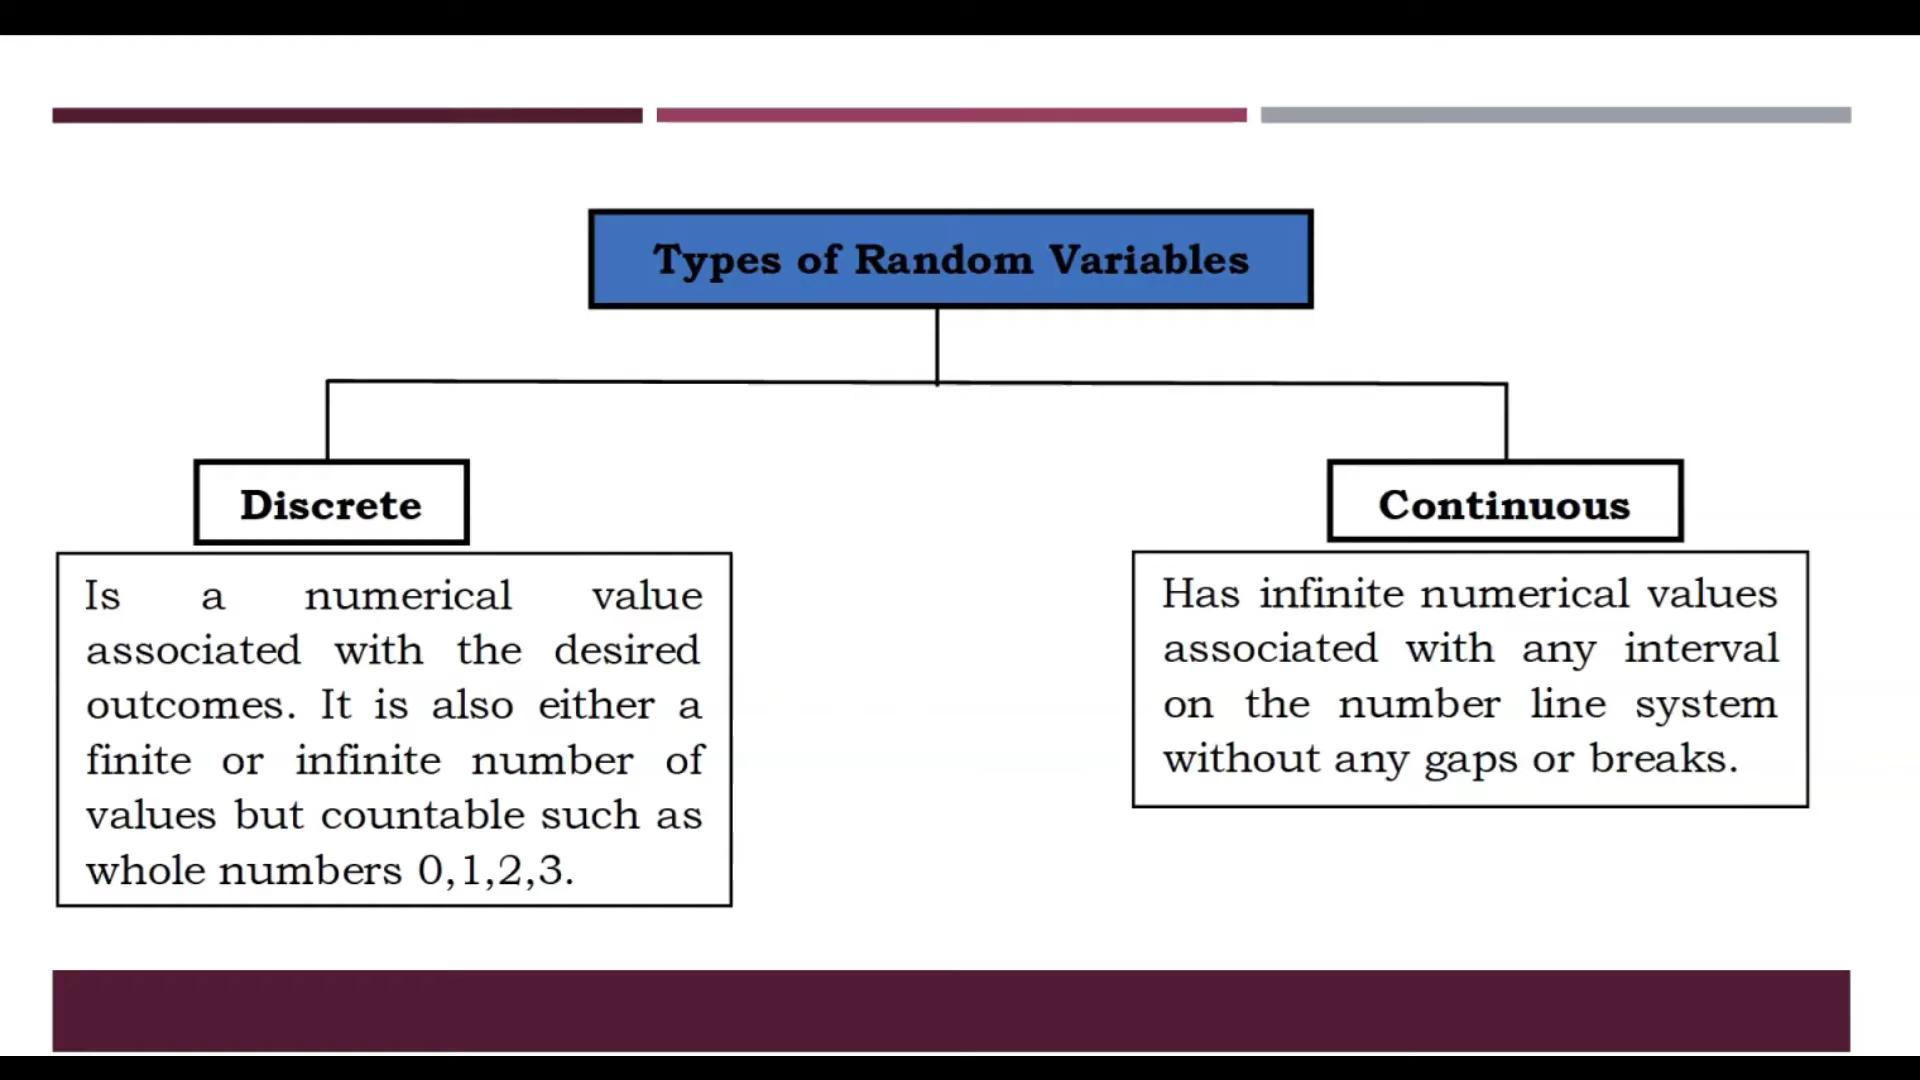 Types of Random Variables
Discrete
Is a numerical value
associated with the desired
outcomes. It is also either a
finite or infinite number of
values but countable such as
whole numbers 0,1,2,3.
Continuous
Has infinite numerical values
associated with any interval
on the number line system
without any gaps or breaks.